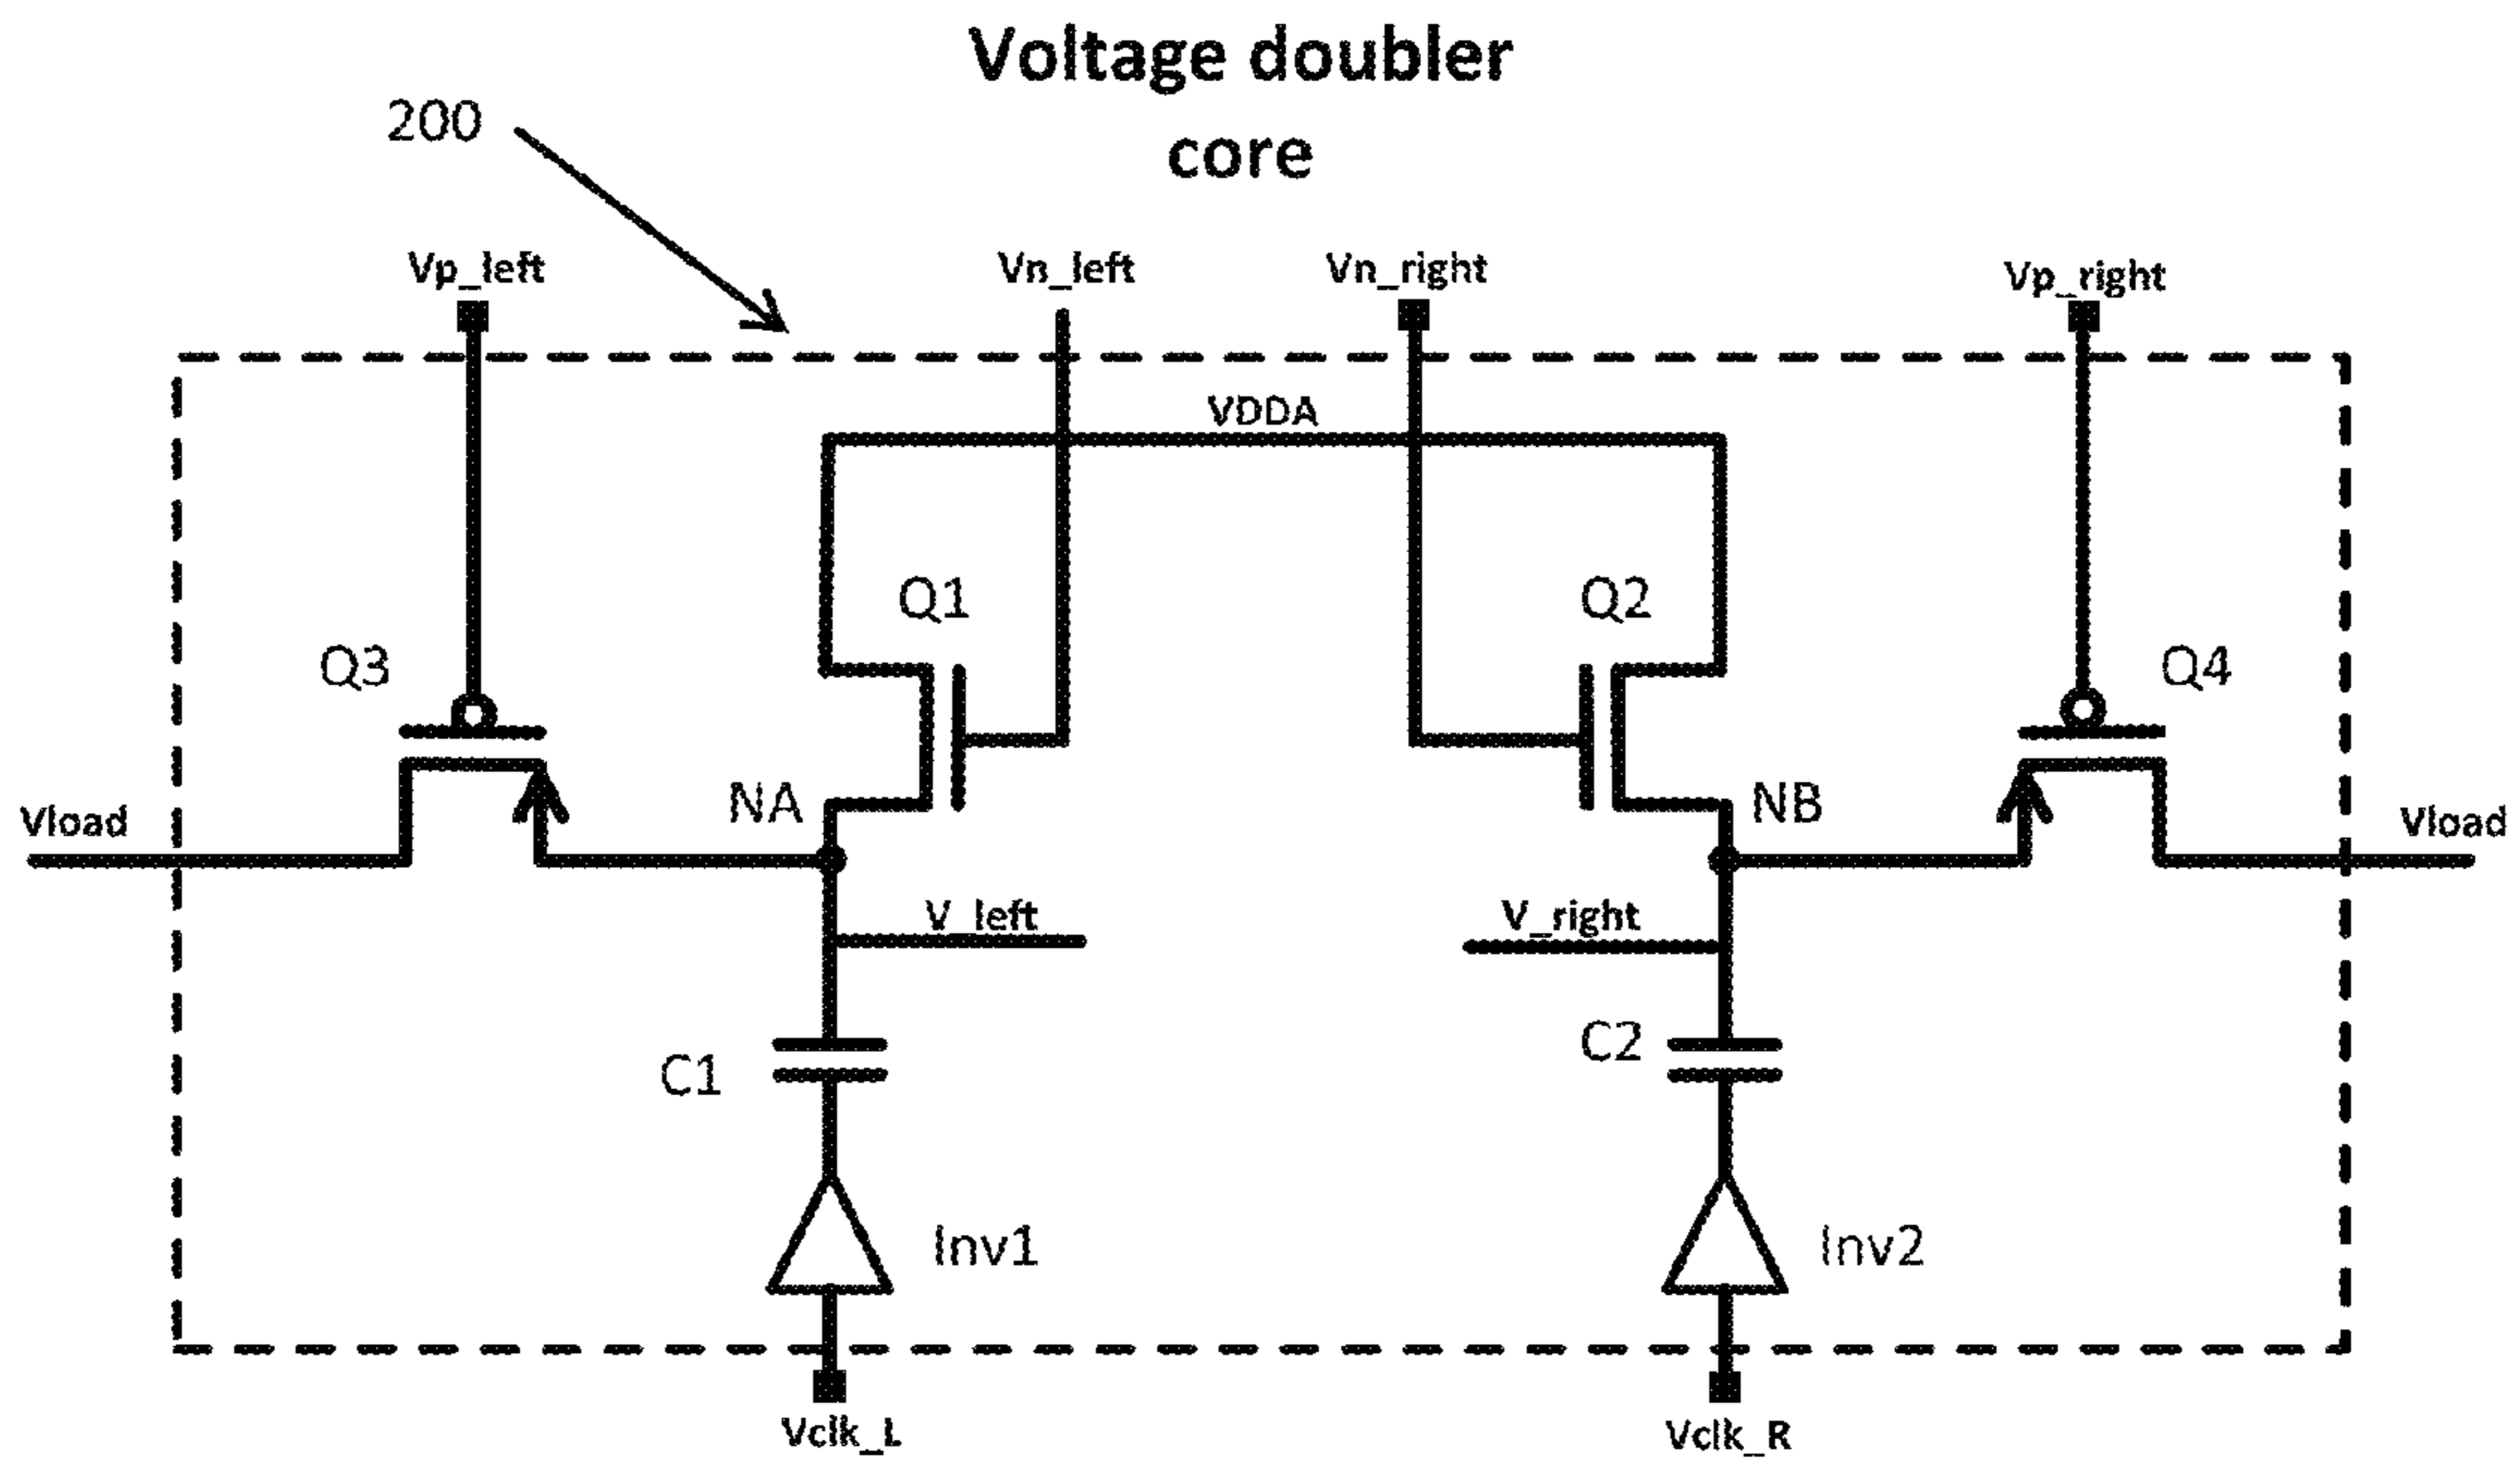 Voltage doubler
core
200
Vp_left
Vn_left
Vn_right
Vp_right
VDDA
Q1
Q2
Q3
Q4
NA
NB
Vload
Vload
V_left
V_right
C1
C2
Inv1
Inv2
Vclk_L
Vclk_R